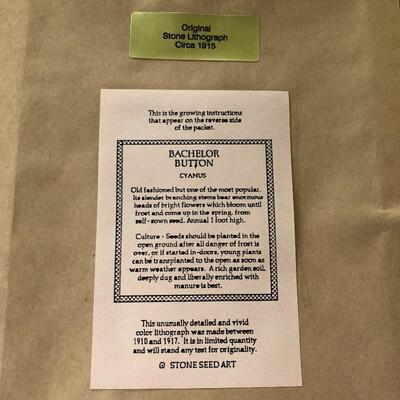 Original
Stone Lithograph
Circa 1915
This is the growing instructions
that appear on the reverse side
of the packet.
BACHELOR
BUTTON
CYANUS
Old fashioned but one of the most popular.
Its slender branching stems bear enormous
heads of bright flowers which bloom until
frost and come up in the spring, from
self-sown seed. Annual 1 foot high.
Culture - Seeds should be planted in the
open ground after all danger of frost is
over, or if started in-doors, young plants
can be transplanted to the open as soon as
warm weather appears. A rich garden soil,
deeply dug and liberally enriched with
manure is best.
This unusually detailed and vivid
color lithograph was made between
1910 and 1917. It is in limited quantity
and will stand any test for originality.
© STONE SEED ART